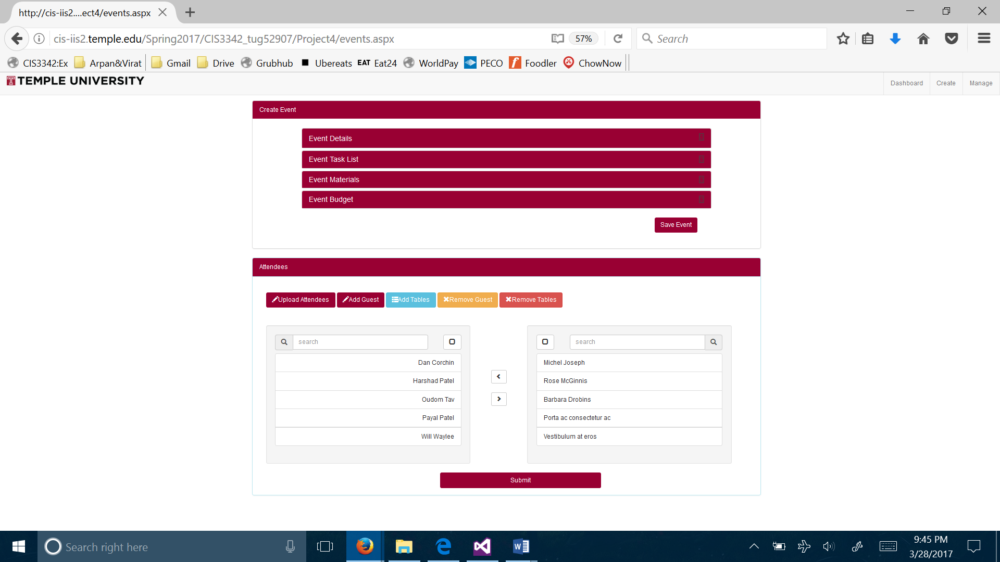 http://cis-iis2....ect4/events.aspx
cis-iis2.temple.edu/Spring2017/CIS3342_tug52907/Project4/events.aspx 57% Search
CIS3342:Ex Arpan&Virat Gmail Drive Grubhub Ubereats EAT Eat24 WorldPay PECO f Foodler ChowNow
T TEMPLE UNIVERSITY Dashboard Create Manage
Create Event
Event Details
Event Task List
Event Materials
Event Budget
Save Event
Attendees
Upload Attendees Add Guest Add Tables Remove Guest Remove Tables
search search
Dan Corchin Michel Joseph
Harshad Patel Rose McGinnis
Oudom Tav Barbara Drobins
Payal Patel Porta ac consectetur ac
Will Waylee Vestibulum at eros
Submit
Search right here 9:45 PM
3/28/2017